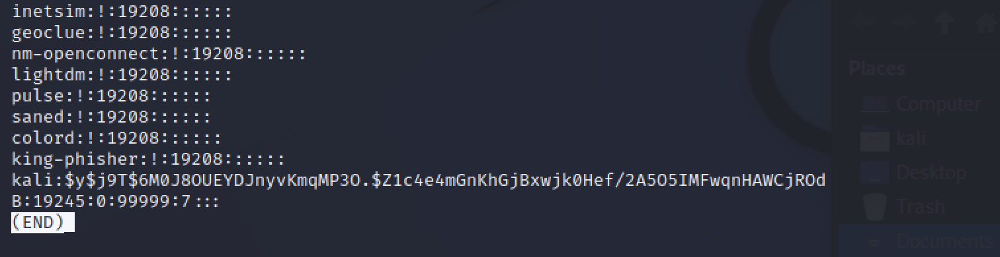 inetsim:!:19208::::::
geoclue:!:19208::::::
nm-openconnect:!:19208::::::
lightdm:!:19208::::::
pulse:!:19208::::::
saned:!:19208::::::
colord:!:19208::::::
king-phisher:!:19208::::::
kali:$y$j9T$6M0J8OUEYDJnyvKmqMP3O.$Z1c4e4mGnKhGjBxwjk0Hef/2A5O5IMFwqnHAWCjROd
B:19245:0:99999:7:::
(END)
Places
Computer
kali
Desktop
Trash
Documents